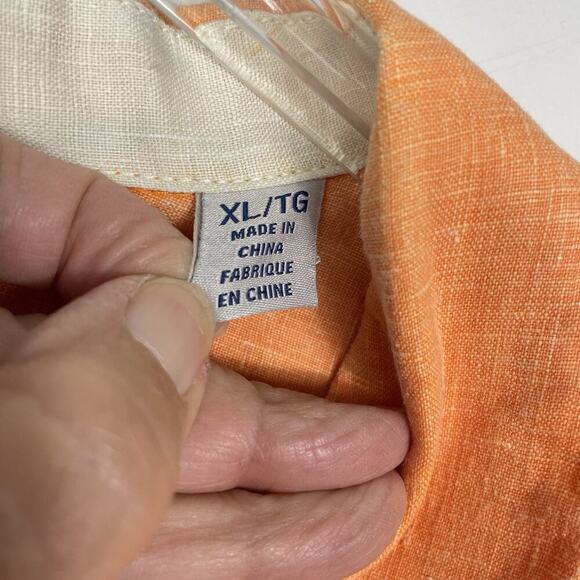 XL/TG
MADE IN
CHINA
FABRIQUE
EN CHINE